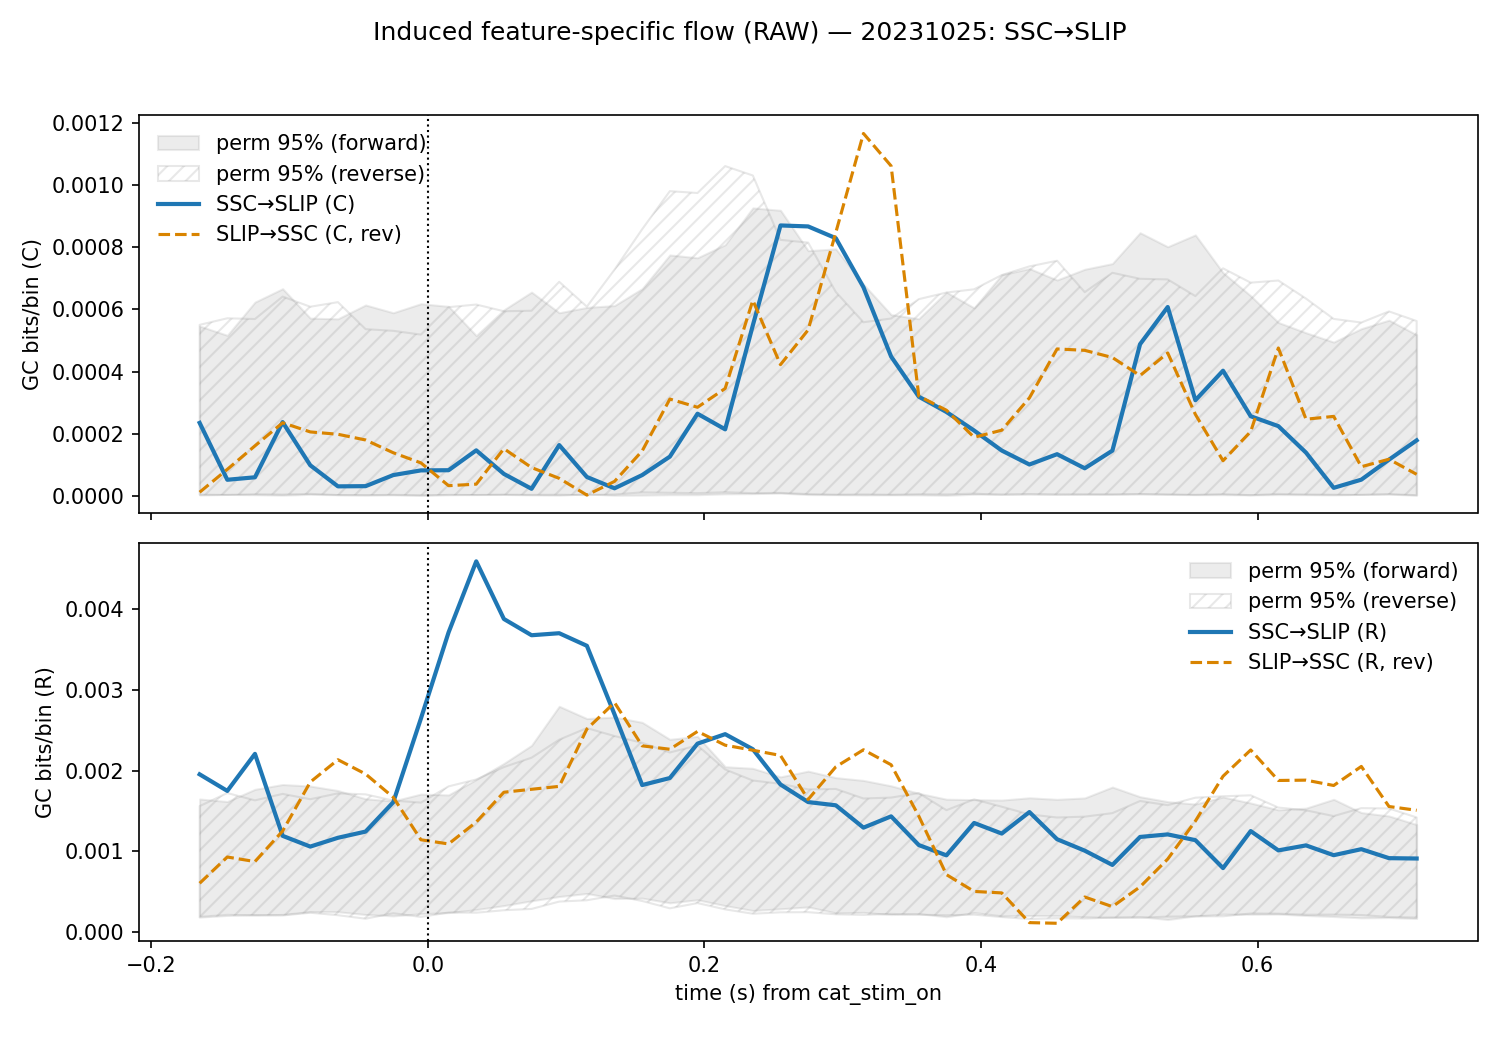 Induced feature-specific flow (RAW) — 20231025: SSC→SLIP
GC bits/bin (C)
0.0012
0.0010
0.0008
0.0006
0.0004
0.0002
0.0000
perm 95% (forward)
perm 95% (reverse)
SSC→SLIP (C)
SLIP→SSC (C, rev)
GC bits/bin (R)
0.004
0.003
0.002
0.001
0.000
perm 95% (forward)
perm 95% (reverse)
SSC→SLIP (R)
SLIP→SSC (R, rev)
−0.2 0.0 0.2 0.4 0.6
time (s) from cat_stim_on